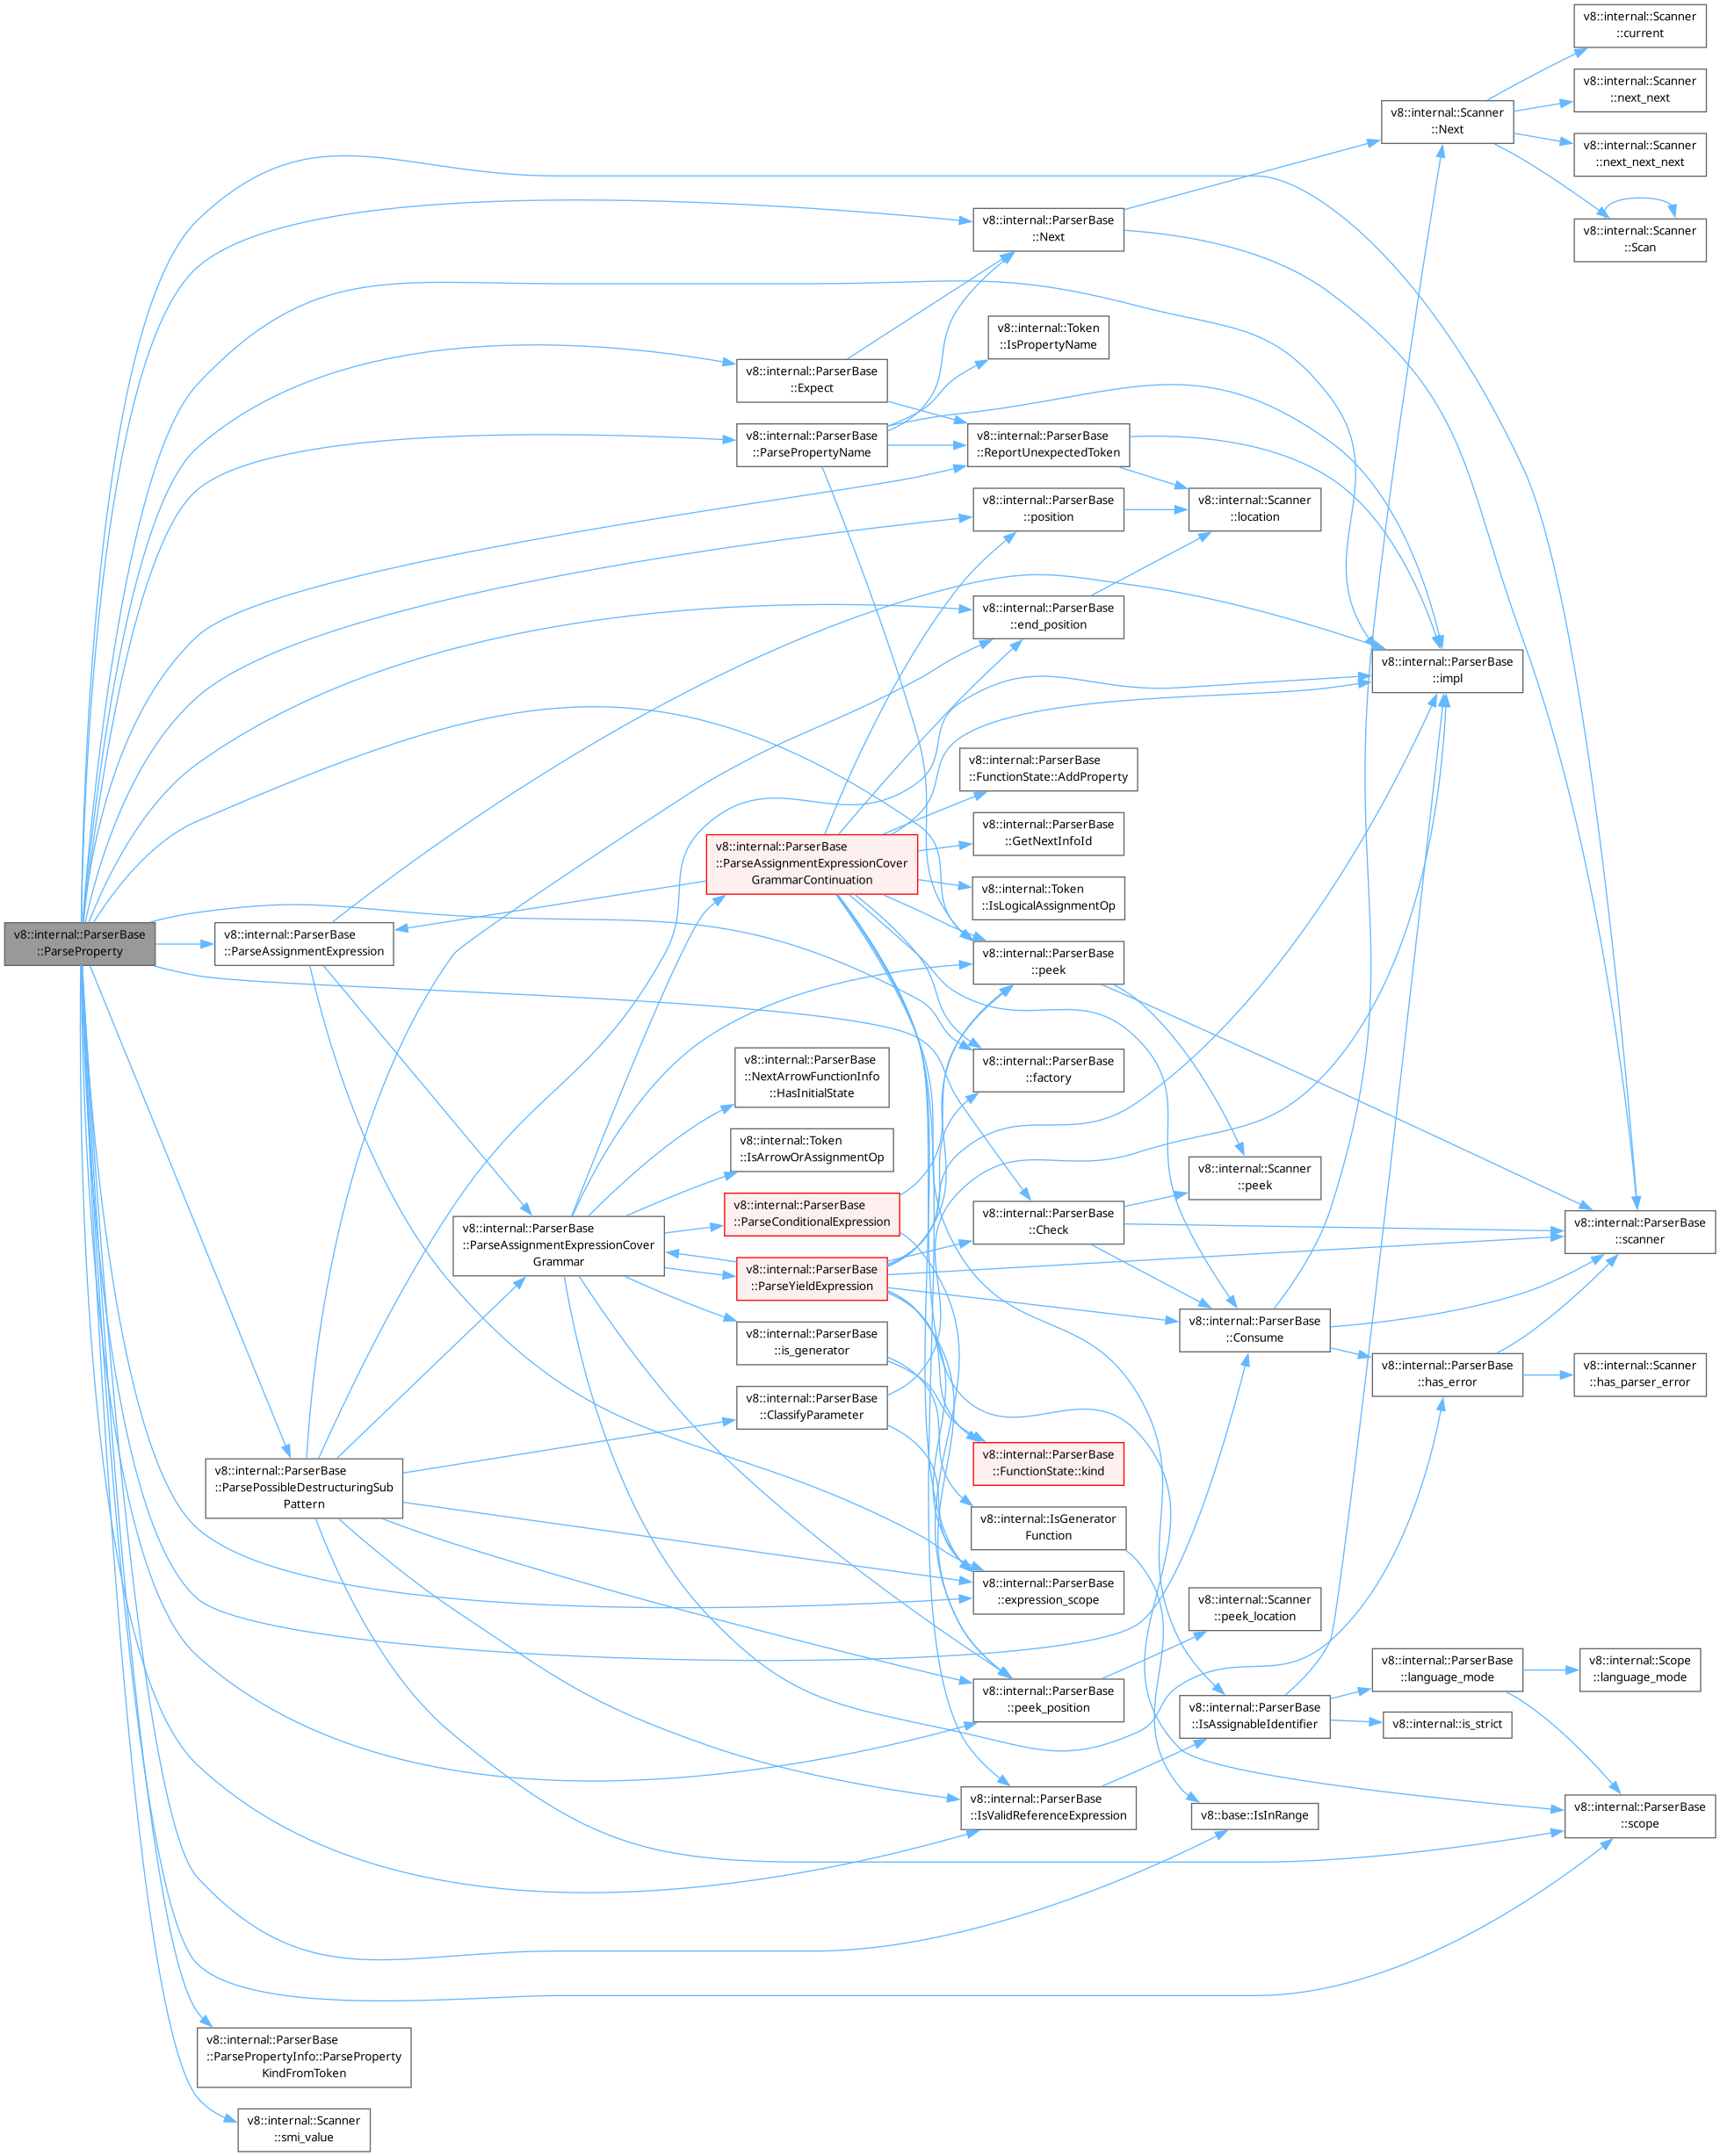 v8::internal::Scanner
::current
v8::internal::Scanner
::next_next
v8::internal::Scanner
::Next
v8::internal::Scanner
::next_next_next
v8::internal::Scanner
::Scan
v8::internal::ParserBase
::Next
v8::internal::Token
::IsPropertyName
v8::internal::ParserBase
::Expect
v8::internal::ParserBase
::ParsePropertyName
v8::internal::ParserBase
::ReportUnexpectedToken
v8::internal::ParserBase
::position
v8::internal::Scanner
::location
v8::internal::ParserBase
::end_position
v8::internal::ParserBase
::impl
v8::internal::ParserBase
::FunctionState::AddProperty
v8::internal::ParserBase
::GetNextInfoId
v8::internal::ParserBase
::ParseAssignmentExpressionCover
GrammarContinuation
v8::internal::Token
::IsLogicalAssignmentOp
v8::internal::ParserBase
::ParseProperty
v8::internal::ParserBase
::ParseAssignmentExpression
v8::internal::ParserBase
::peek
v8::internal::ParserBase
::factory
v8::internal::ParserBase
::NextArrowFunctionInfo
::HasInitialState
v8::internal::Token
::IsArrowOrAssignmentOp
v8::internal::Scanner
::peek
v8::internal::ParserBase
::ParseConditionalExpression
v8::internal::ParserBase
::Check
v8::internal::ParserBase
::scanner
v8::internal::ParserBase
::ParseAssignmentExpressionCover
Grammar
v8::internal::ParserBase
::ParseYieldExpression
v8::internal::ParserBase
::Consume
v8::internal::ParserBase
::is_generator
v8::internal::ParserBase
::has_error
v8::internal::Scanner
::has_parser_error
v8::internal::ParserBase
::ClassifyParameter
v8::internal::ParserBase
::FunctionState::kind
v8::internal::ParserBase
::ParsePossibleDestructuringSub
Pattern
v8::internal::IsGenerator
Function
v8::internal::ParserBase
::expression_scope
v8::internal::Scanner
::peek_location
v8::internal::ParserBase
::language_mode
v8::internal::Scope
::language_mode
v8::internal::ParserBase
::peek_position
v8::internal::ParserBase
::IsAssignableIdentifier
v8::internal::is_strict
v8::internal::ParserBase
::IsValidReferenceExpression
v8::base::IsInRange
v8::internal::ParserBase
::scope
v8::internal::ParserBase
::ParsePropertyInfo::ParseProperty
KindFromToken
v8::internal::Scanner
::smi_value